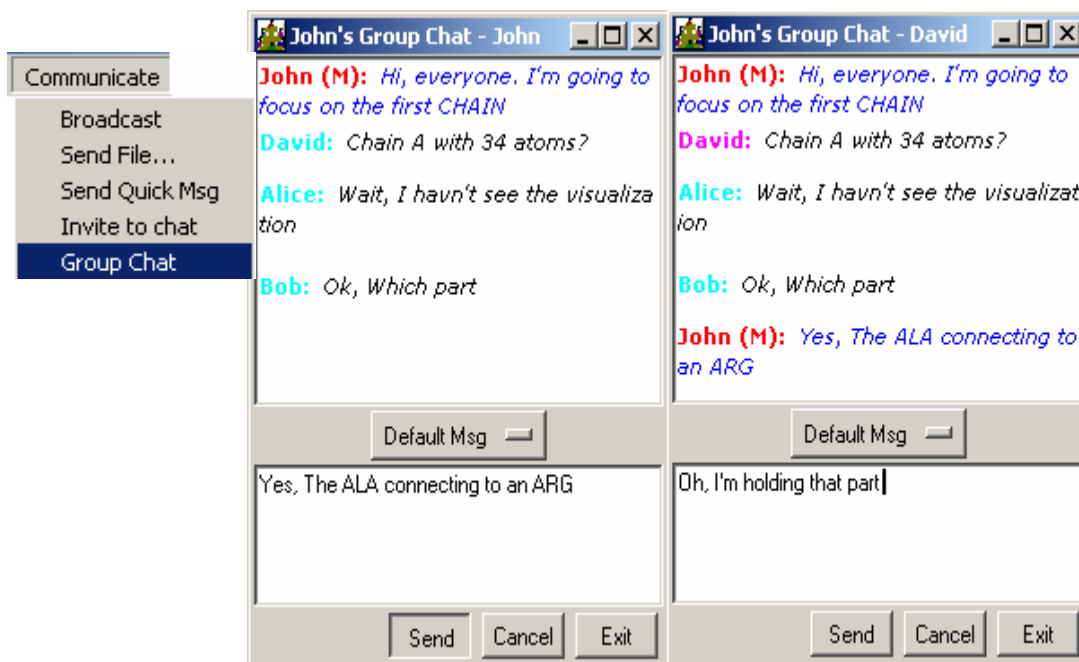 Communicate
Broadcast
Send File...
Send Quick Msg
Invite to chat
Group Chat
John's Group Chat - John
John (M): Hi, everyone. I'm going to
focus on the first CHAIN
David: Chain A with 34 atoms?
Alice: Wait, I havn't see the visualiza
tion
Bob: Ok, Which part
Default Msg
Yes, The ALA connecting to an ARG
Send Cancel Exit
John's Group Chat - David
John (M): Hi, everyone. I'm going to
focus on the first CHAIN
David: Chain A with 34 atoms?
Alice: Wait, I havn't see the visualizat
ion
Bob: Ok, Which part
John (M): Yes, The ALA connecting to
an ARG
Default Msg
Oh, I'm holding that part
Send Cancel Exit